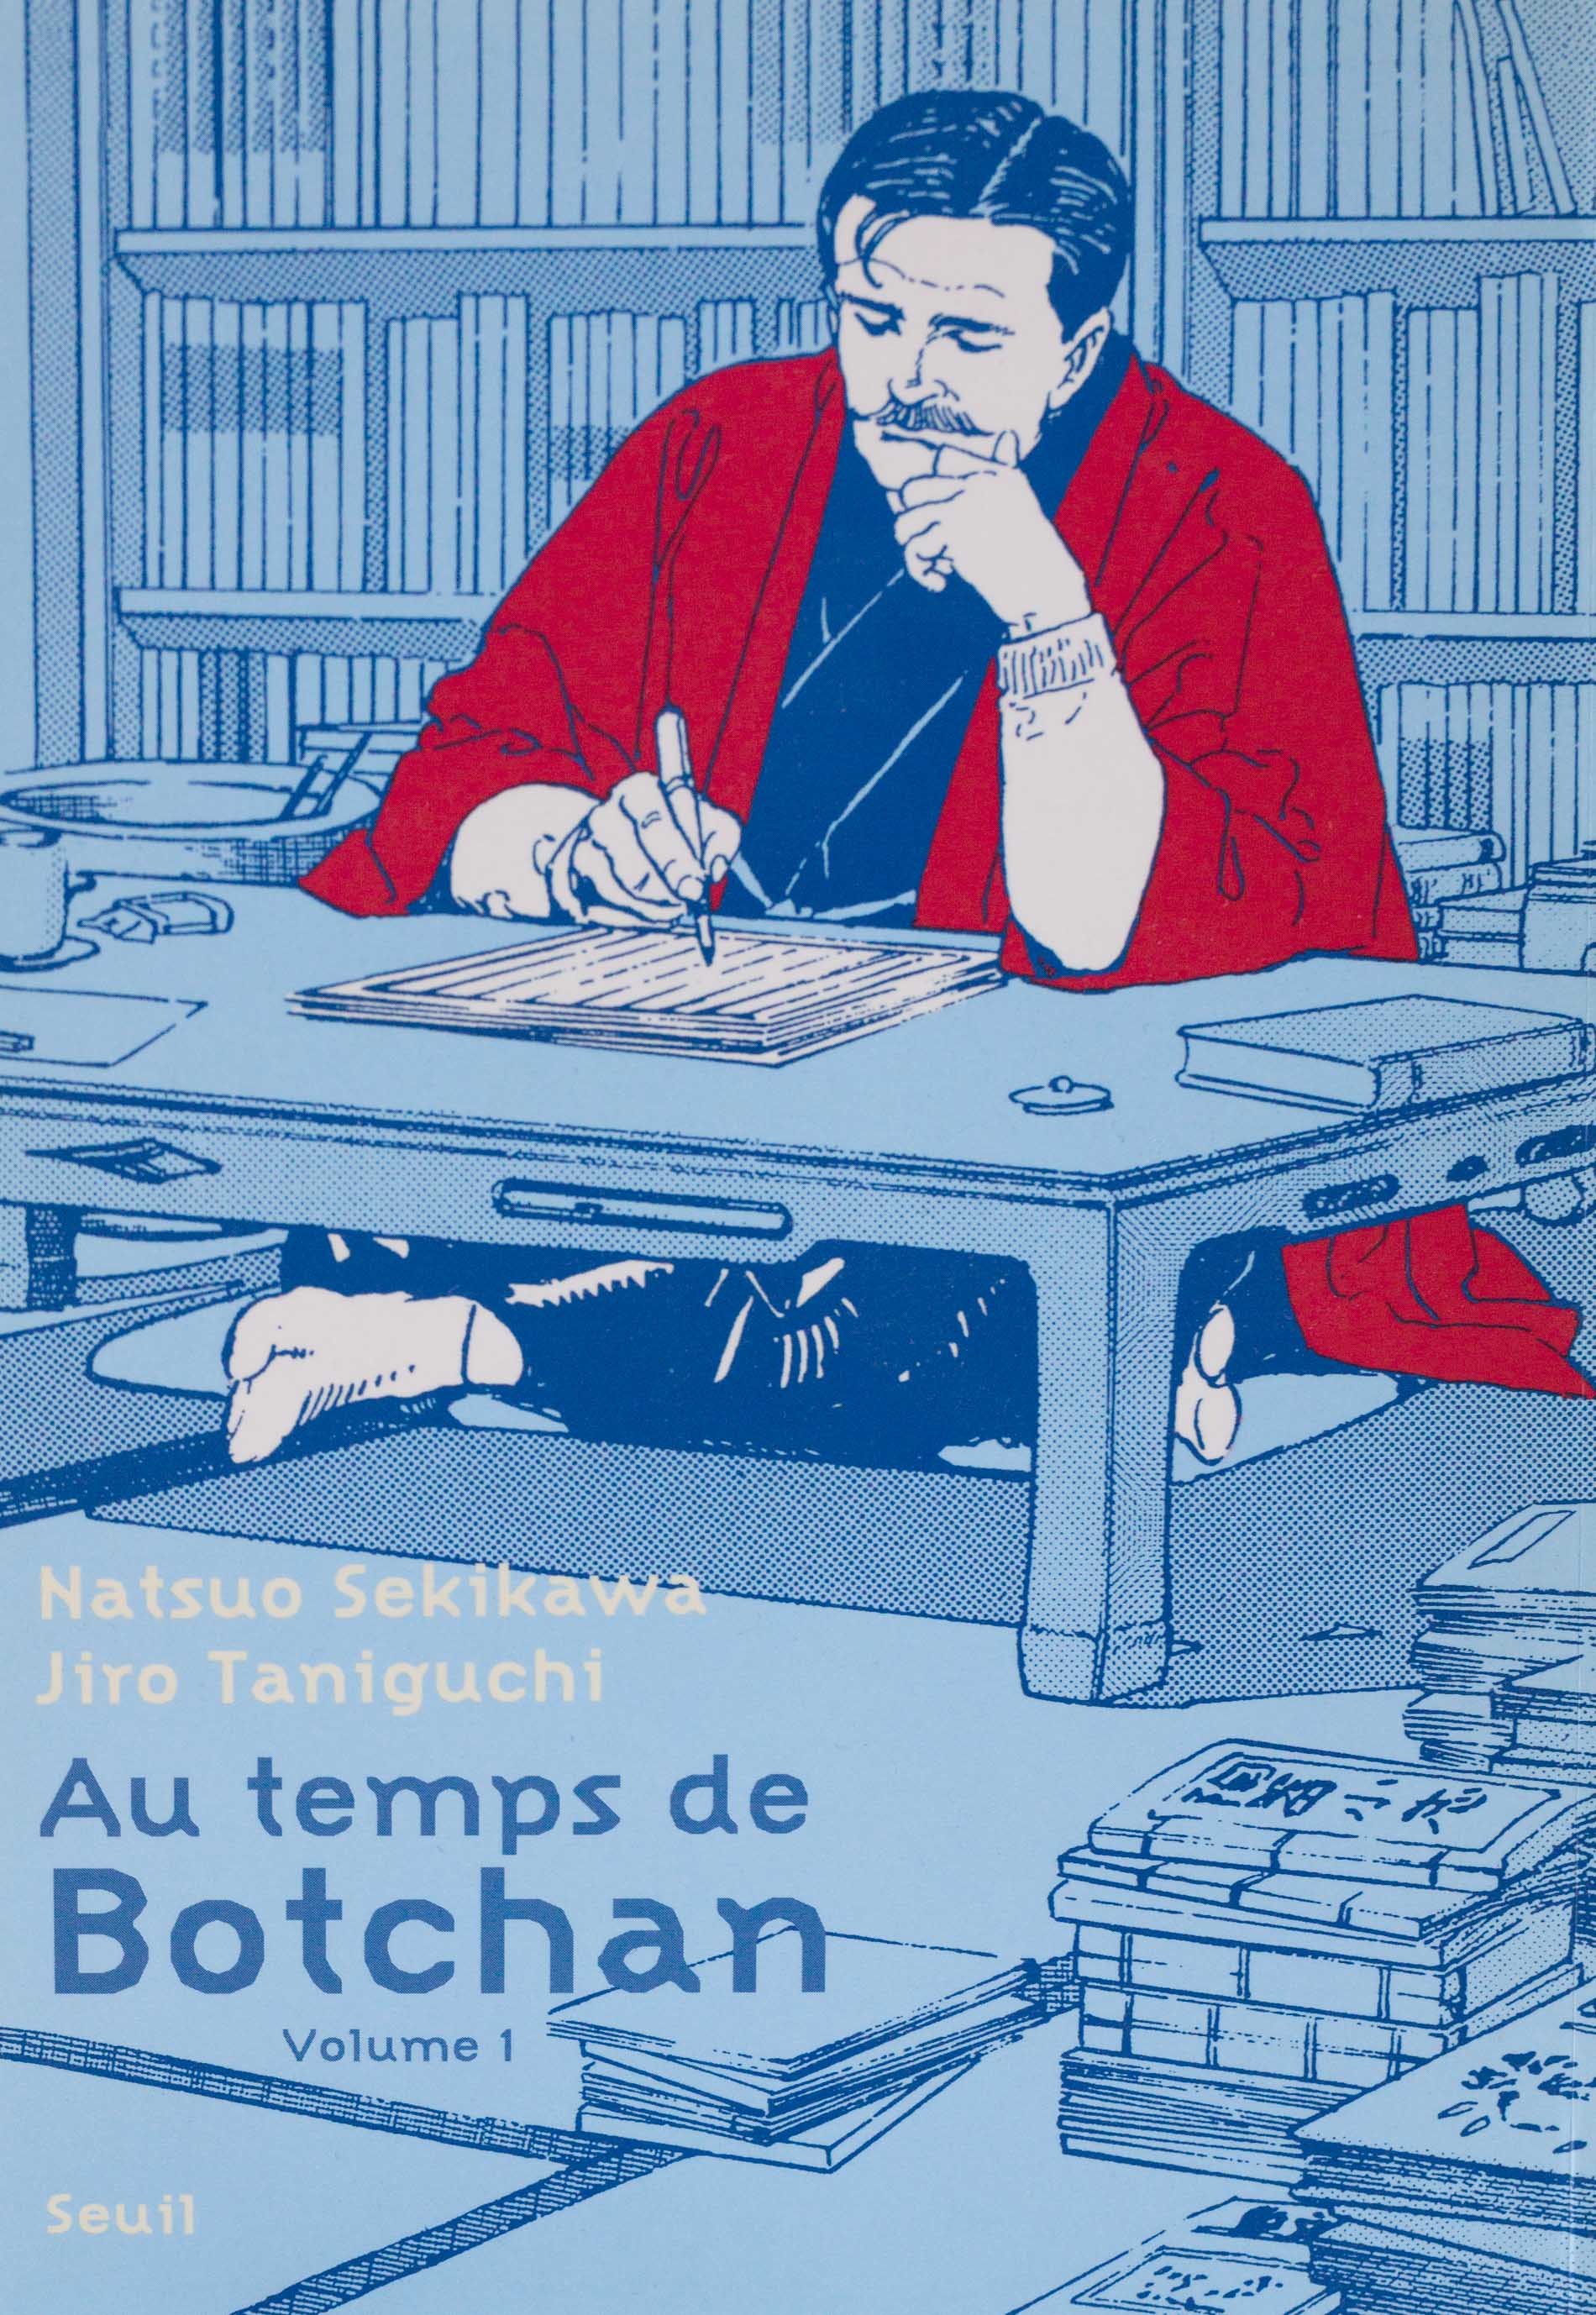 Natsuo Sekikawa
Jiro Taniguchi
Au temps de
Botchan
Volume 1
Seuil